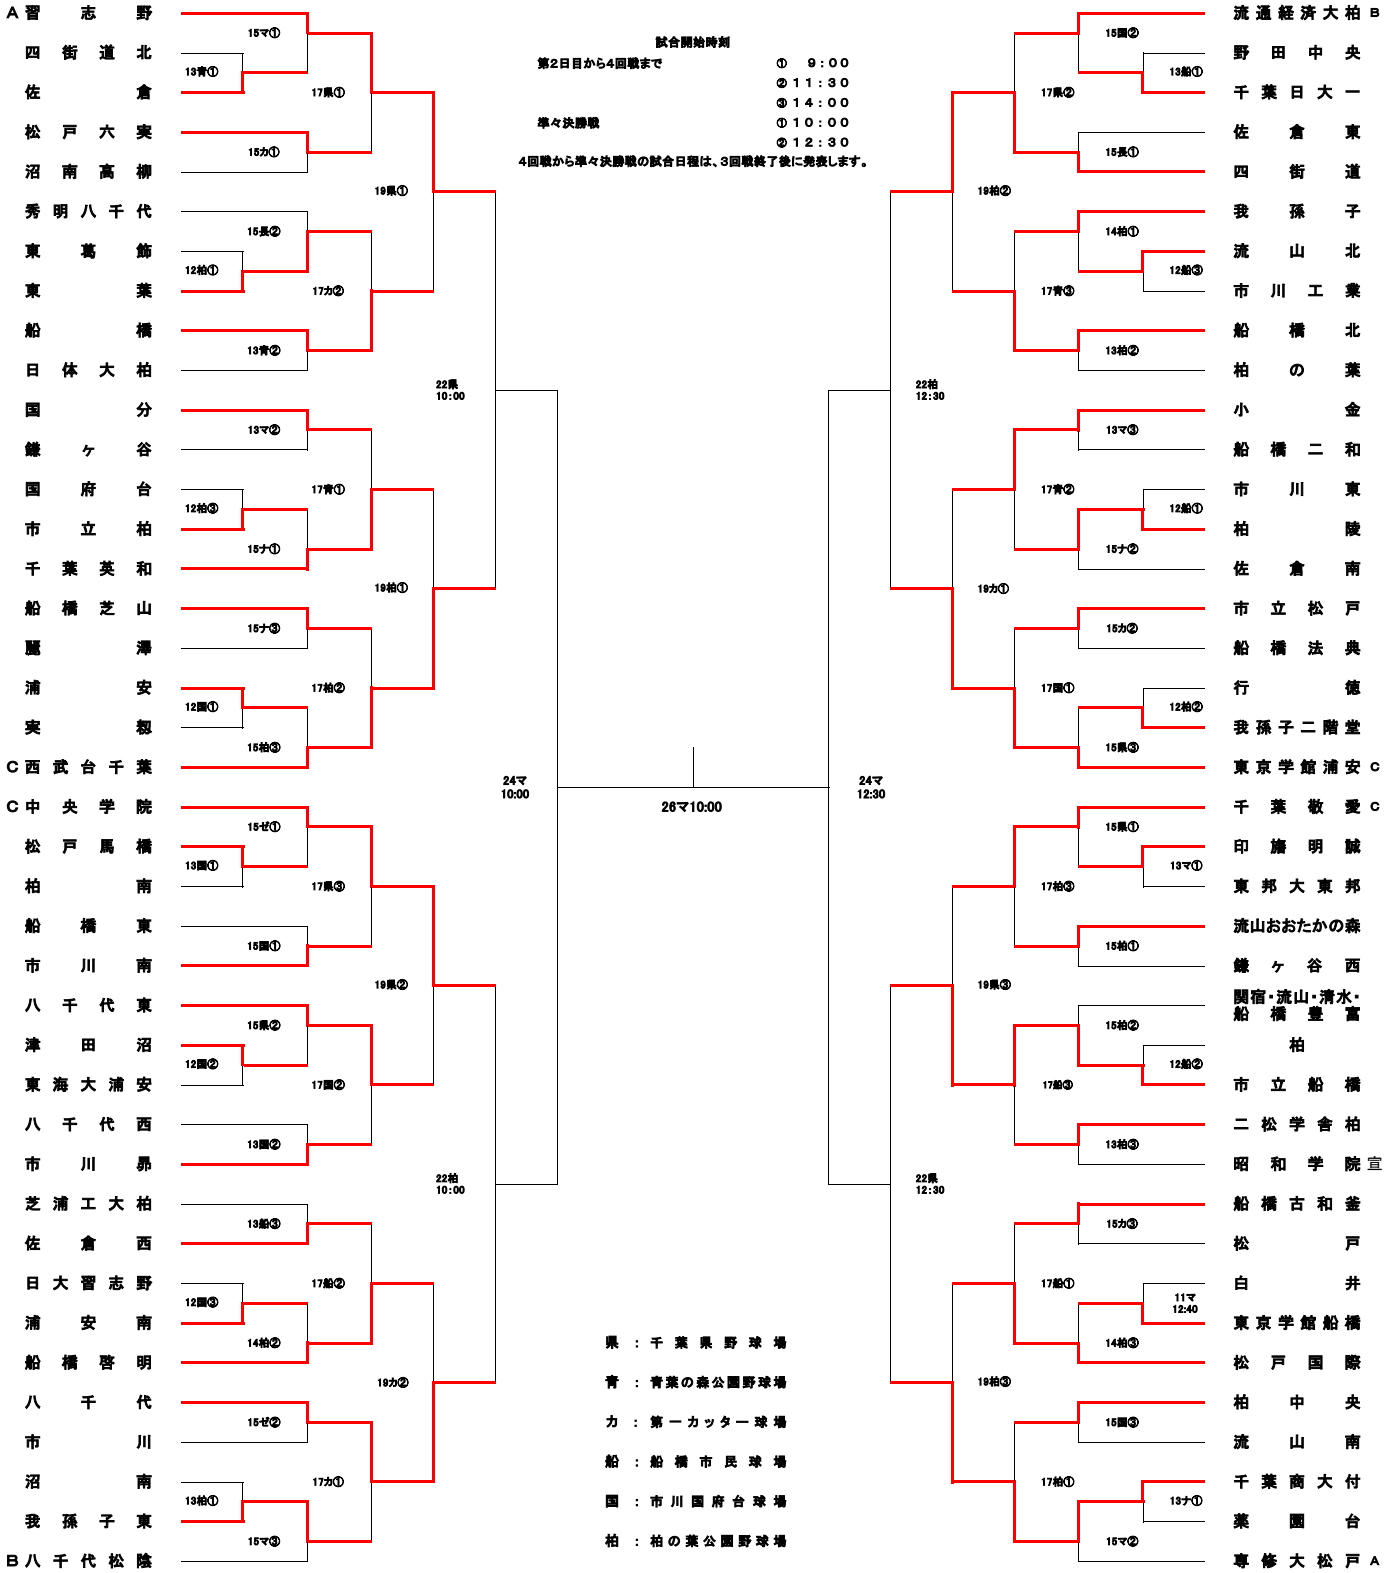 試合開始時刻
第2日目から4回戦まで ① 9:00
② 11:30
③ 14:00
準々決勝戦 ① 10:00
② 12:30
4回戦から準々決勝戦の試合日程は、3回戦終了後に発表します。
A 習志野
四街道北
佐倉
松戸六実
沼南高柳
秀明八千代
東葛飾
東葉
船橋
日体大柏
国分
鎌ヶ谷
国府台
市立柏
千葉英和
船橋芝山
麗澤
浦安
実籾
C 西武台千葉
C 中央学院
松戸馬橋
柏南
船橋東
市川南
八千代東
津田沼
東海大浦安
八千代西
市川昴
芝浦工大柏
佐倉西
日大習志野
浦安南
船橋啓明
八千代
市川
沼南
我孫子東
B 八千代松陰
15マ①
13青①
17県①
15カ①
19県①
15長②
12柏①
17カ②
13青②
22県
10:00
13マ②
17青①
12柏③
15ナ①
19柏①
15ナ③
17柏②
12国①
15柏③
24マ
10:00
15ゼ①
13国①
17県③
15国①
19県②
15県②
12国②
17国②
13国②
22柏
10:00
13船③
17船②
12国③
14柏②
19カ②
15ゼ②
17カ①
13柏①
15マ③
26マ10:00
流通経済大柏 B
野田中央
千葉日大一
佐倉東
四街道
我孫子
流山北
市川工業
船橋北
柏の葉
小金
船橋二和
市川東
柏陵
佐倉南
市立松戸
船橋法典
行徳
我孫子二階堂
東京学館浦安 C
千葉敬愛 C
印旛明誠
東邦大東邦
流山おおたかの森
鎌ヶ谷西
関宿・流山・清水・
船橋豊富
柏
市立船橋
二松学舎柏
昭和学院 宣
船橋古和釜
松戸
白井
東京学館船橋
松戸国際
柏中央
流山南
千葉商大付
薬園台
専修大松戸 A
15国②
13船①
17県②
15長①
19柏②
14柏①
12船③
17青③
13柏②
22柏
12:30
13マ③
17青②
12船①
15ナ②
19カ①
15カ②
17国①
12柏②
15県③
24マ
12:30
15県①
13マ①
17柏③
15柏①
19県③
15柏②
12船②
17船③
13柏③
22県
12:30
15カ③
17船①
11マ
12:40
14柏③
19柏③
15国③
17柏①
13ナ①
15マ②
県:千葉県野球場
青:青葉の森公園野球場
カ:第一カッター球場
船:船橋市民球場
国:市川国府台球場
柏:柏の葉公園野球場